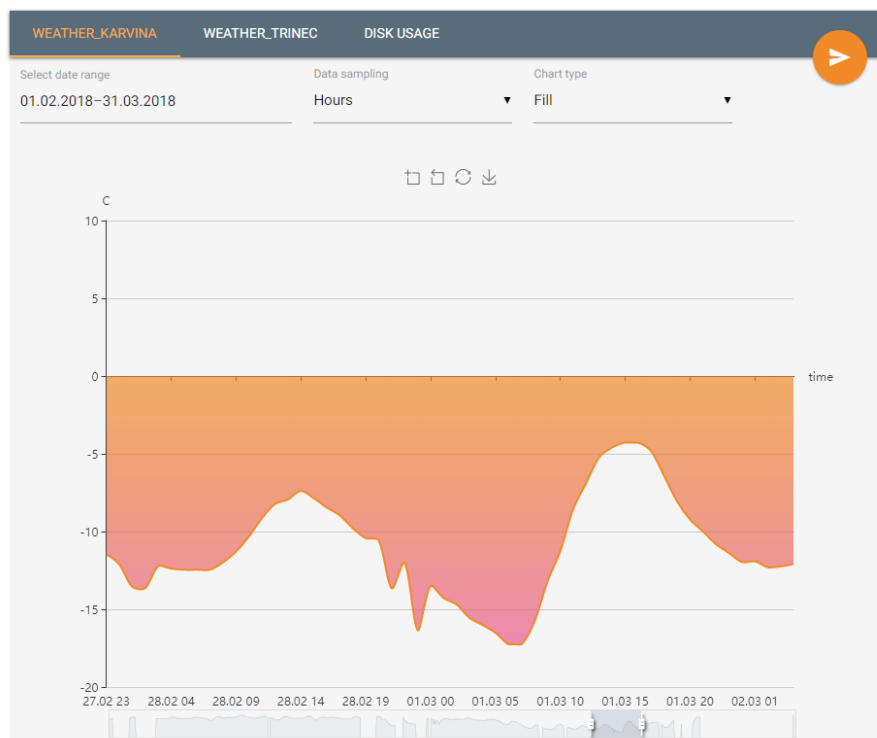 WEATHER_KARVINA WEATHER_TRINEC DISK USAGE
Select date range Data sampling Chart type
01.02.2018–31.03.2018 Hours Fill
C
10
5
0 time
-5
-10
-15
-20
27.02 23 28.02 04 28.02 09 28.02 14 28.02 19 01.03 00 01.03 05 01.03 10 01.03 15 01.03 20 02.03 01